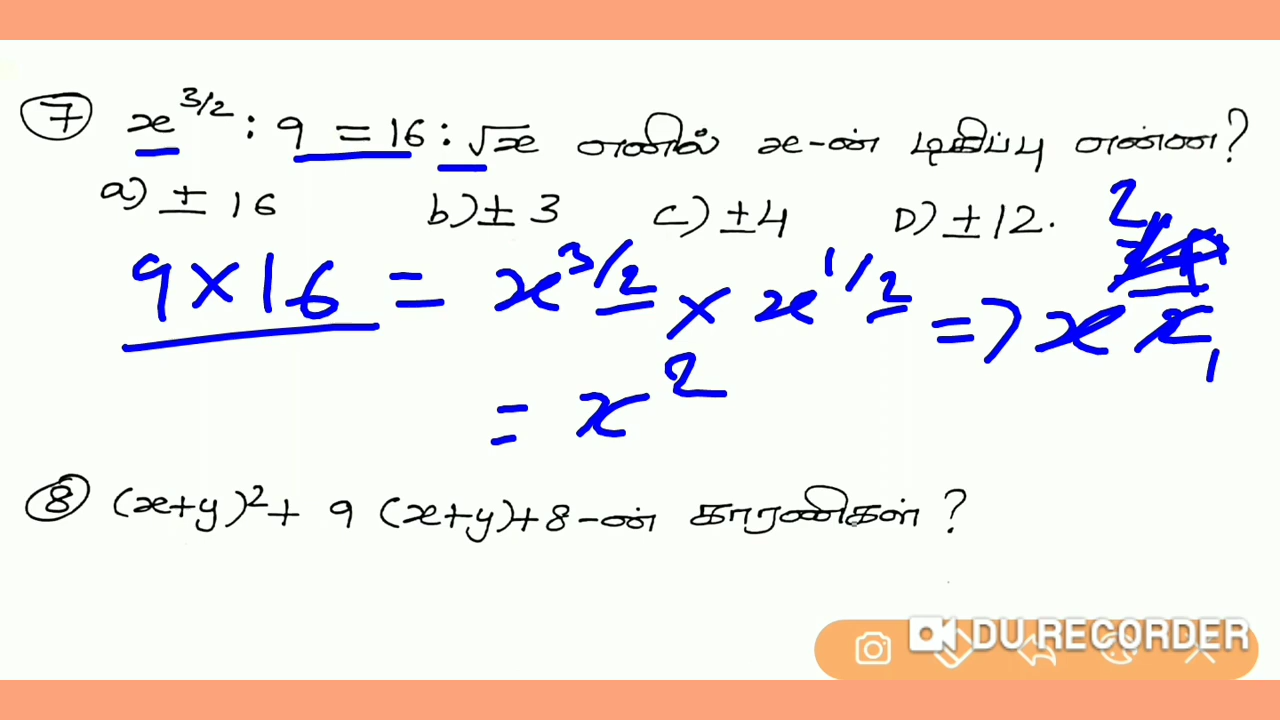 7 x^3/2 : 9 = 16 : √x எனில் x-ன் மதிப்பு என்ன?
a) ± 16 b) ± 3 c) ±4 D) ±12.
9 × 16 = x^3/2 × x^1/2 => x
= x^2
8 (x+y)^2 + 9 (x+y)+8-ன் காரணிகள் ?
DU RECORDER